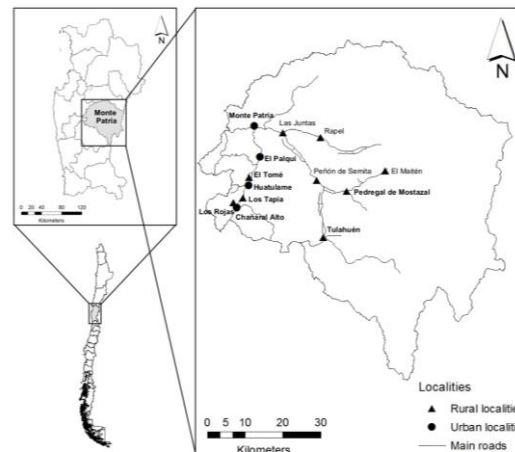 N
Monte
Patria
0 20 40 80 120
Kilometers
N
Monte Patria
Las Juntas
Rapel
El Palqui
El Tomé
Huatulame
Los Tapia
Los Rojas
Chañaral Alto
Peñón de Semita
El Maitén
Pedregal de Mostazal
Tulahuén
0 5 10 20 30
Kilometers
Localities
Rural localitie
Urban localitie
Main roads